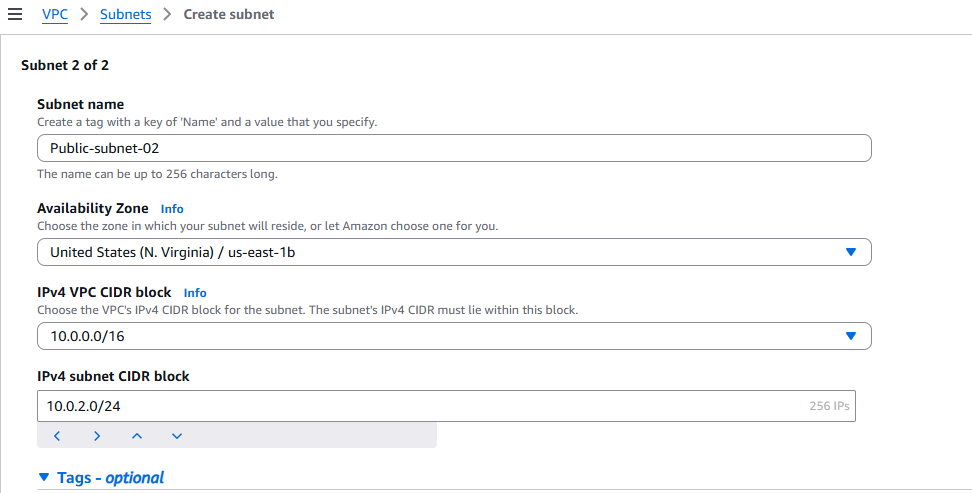 VPC > Subnets > Create subnet
Subnet 2 of 2
Subnet name
Create a tag with a key of 'Name' and a value that you specify.
Public-subnet-02
The name can be up to 256 characters long.
Availability Zone Info
Choose the zone in which your subnet will reside, or let Amazon choose one for you.
United States (N. Virginia) / us-east-1b
IPv4 VPC CIDR block Info
Choose the VPC's IPv4 CIDR block for the subnet. The subnet's IPv4 CIDR must lie within this block.
10.0.0.0/16
IPv4 subnet CIDR block
10.0.2.0/24 256 IPs
Tags - optional